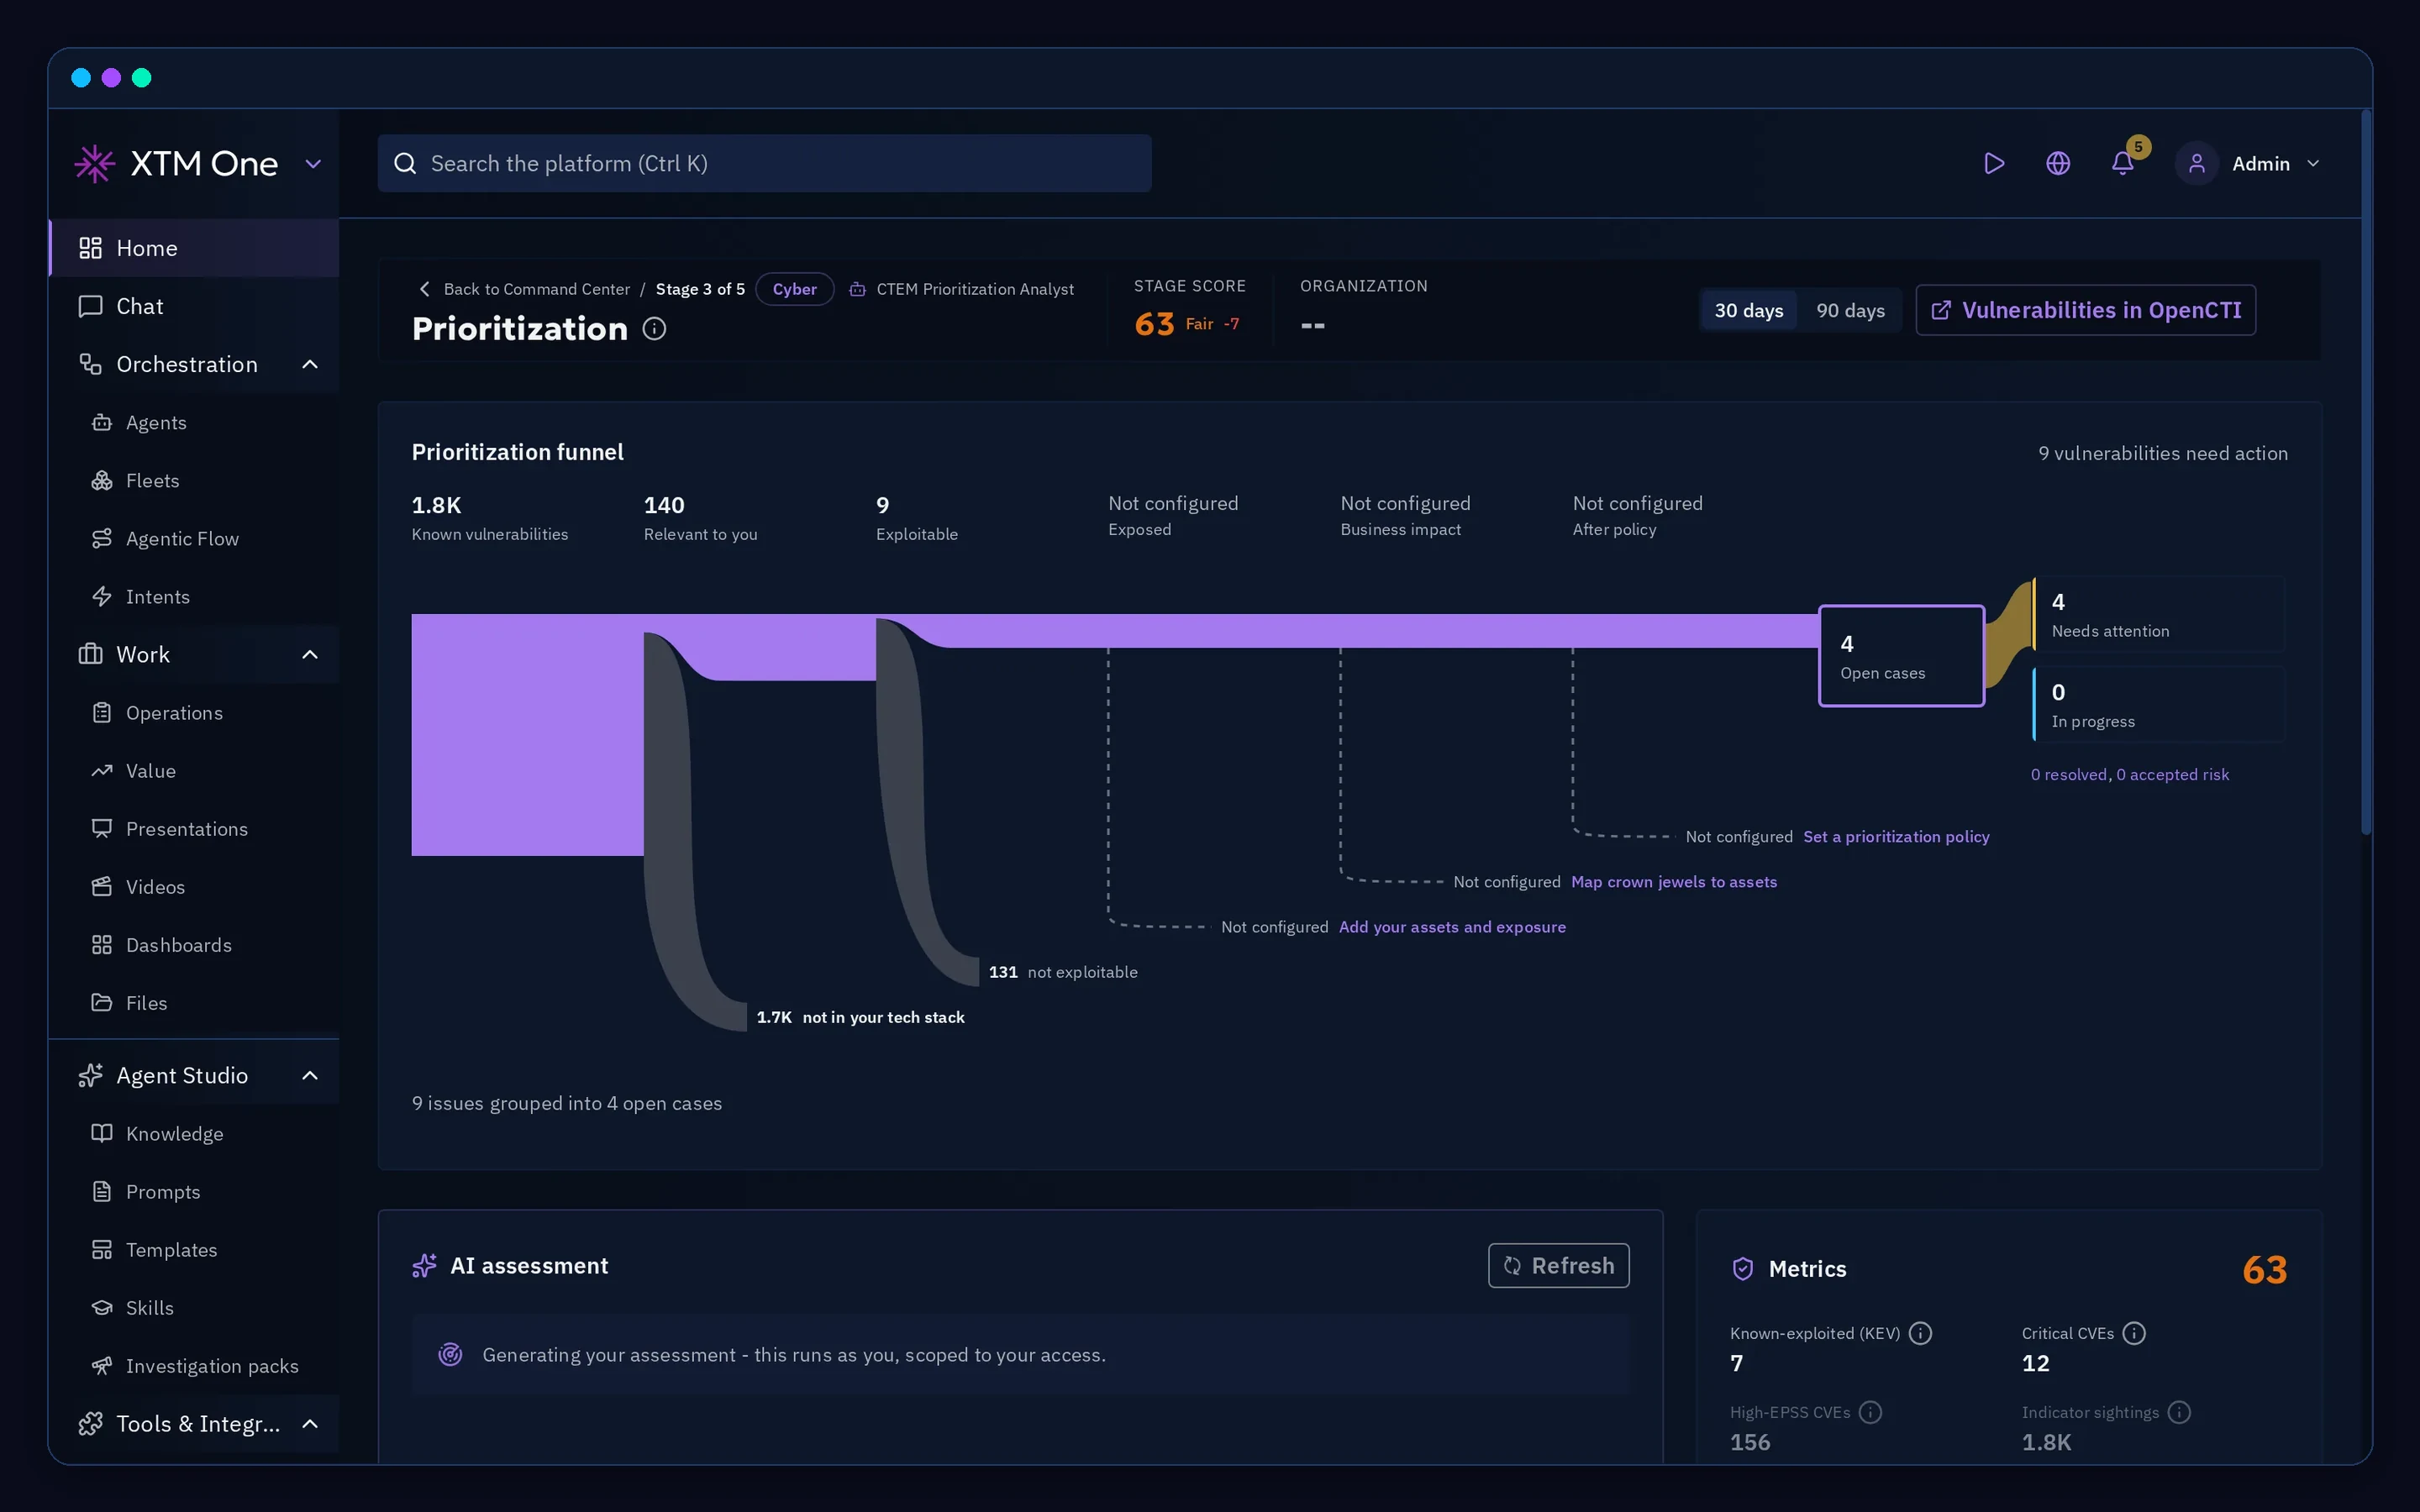 XTM One
Search the platform (Ctrl K)
5
Admin
Home
Chat
Orchestration
Agents
Fleets
Agentic Flow
Intents
Work
Operations
Value
Presentations
Videos
Dashboards
Files
Agent Studio
Knowledge
Prompts
Templates
Skills
Investigation packs
Tools & Integr...
Back to Command Center / Stage 3 of 5 Cyber CTEM Prioritization Analyst
Prioritization
STAGE SCORE
63 Fair -7
ORGANIZATION
--
30 days 90 days
Vulnerabilities in OpenCTI
Prioritization funnel
9 vulnerabilities need action
1.8K
Known vulnerabilities
140
Relevant to you
9
Exploitable
Not configured
Exposed
Not configured
Business impact
Not configured
After policy
4
Open cases
4
Needs attention
0
In progress
0 resolved, 0 accepted risk
Not configured Set a prioritization policy
Not configured Map crown jewels to assets
Not configured Add your assets and exposure
131 not exploitable
1.7K not in your tech stack
9 issues grouped into 4 open cases
AI assessment
Refresh
Generating your assessment - this runs as you, scoped to your access.
Metrics
63
Known-exploited (KEV)
7
Critical CVEs
12
High-EPSS CVEs
156
Indicator sightings
1.8K